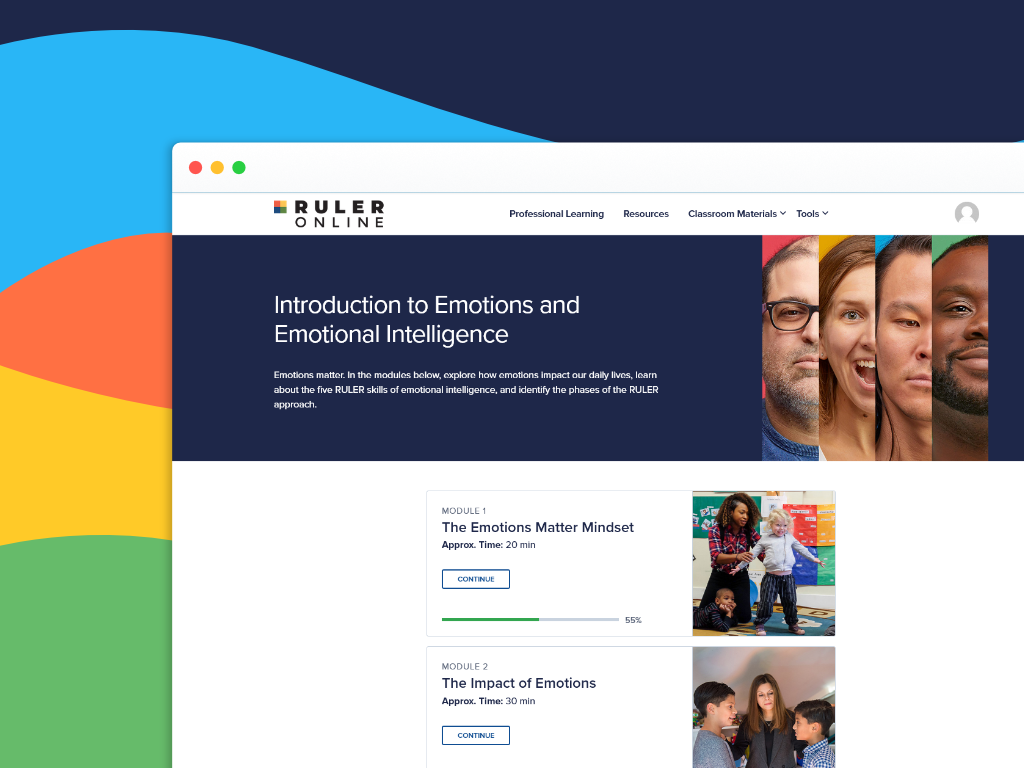 RULER
ONLINE
Professional Learning
Resources
Classroom Materials
Tools
Introduction to Emotions and
Emotional Intelligence
Emotions matter. In the modules below, explore how emotions impact our daily lives, learn
about the five RULER skills of emotional intelligence, and identify the phases of the RULER
approach.
MODULE 1
The Emotions Matter Mindset
Approx. Time: 20 min
CONTINUE
55%
MODULE 2
The Impact of Emotions
Approx. Time: 30 min
CONTINUE